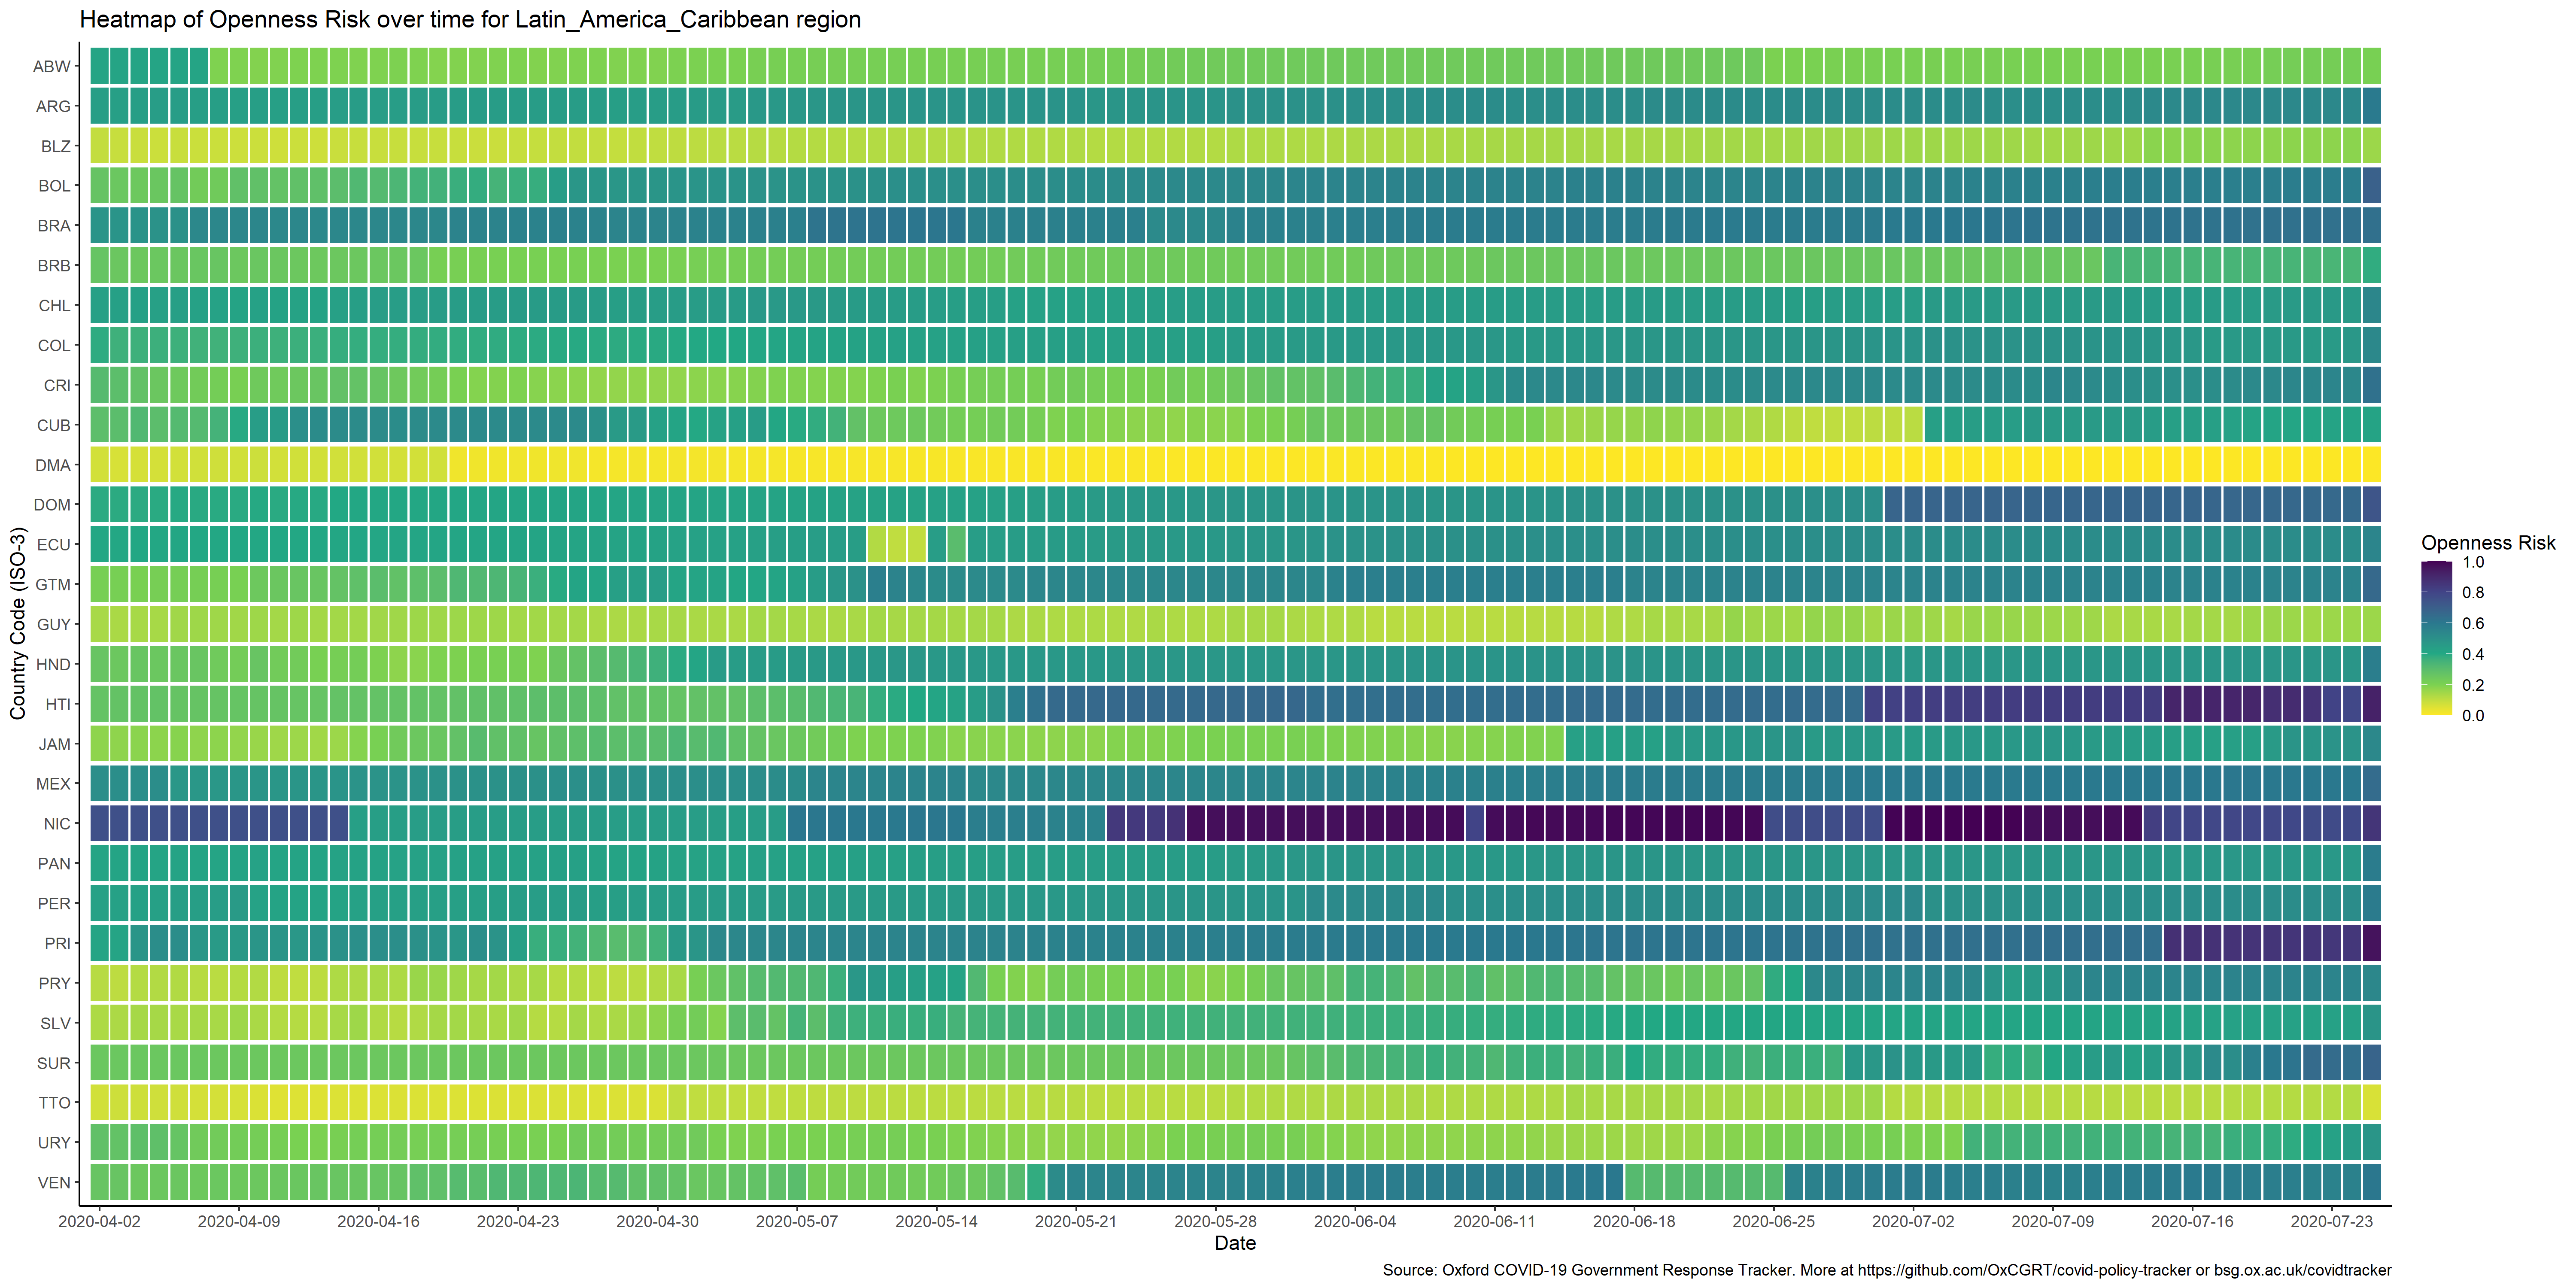 Heatmap of Openness Risk over time for Latin_America_Caribbean region
Country Code (ISO-3)
ABW
ARG
BLZ
BOL
BRA
BRB
CHL
COL
CRI
CUB
DMA
DOM
ECU
GTM
GUY
HND
HTI
JAM
MEX
NIC
PAN
PER
PRI
PRY
SLV
SUR
TTO
URY
VEN
2020-04-02 2020-04-09 2020-04-16 2020-04-23 2020-04-30 2020-05-07 2020-05-14 2020-05-21 2020-05-28 2020-06-04 2020-06-11 2020-06-18 2020-06-25 2020-07-02 2020-07-09 2020-07-16 2020-07-23
Date
Openness Risk
1.0
0.8
0.6
0.4
0.2
0.0
Source: Oxford COVID-19 Government Response Tracker. More at https://github.com/OxCGRT/covid-policy-tracker or bsg.ox.ac.uk/covidtracker